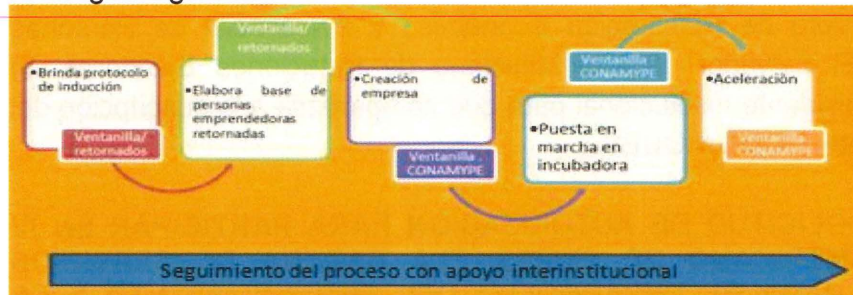 Ventanilla/
retornados
•Brinda protocolo
de inducción
Ventanilla/
retornados
•Elabora base de
personas
emprendedoras
retornadas
•Creación de
empresa
Ventanilla :
CONAMYPE
Ventanilla :
CONAMYPE
•Puesta en
marcha en
incubadora
•Aceleración
Ventanilla :
CONAMYPE
Seguimiento del proceso con apoyo interinstitucional